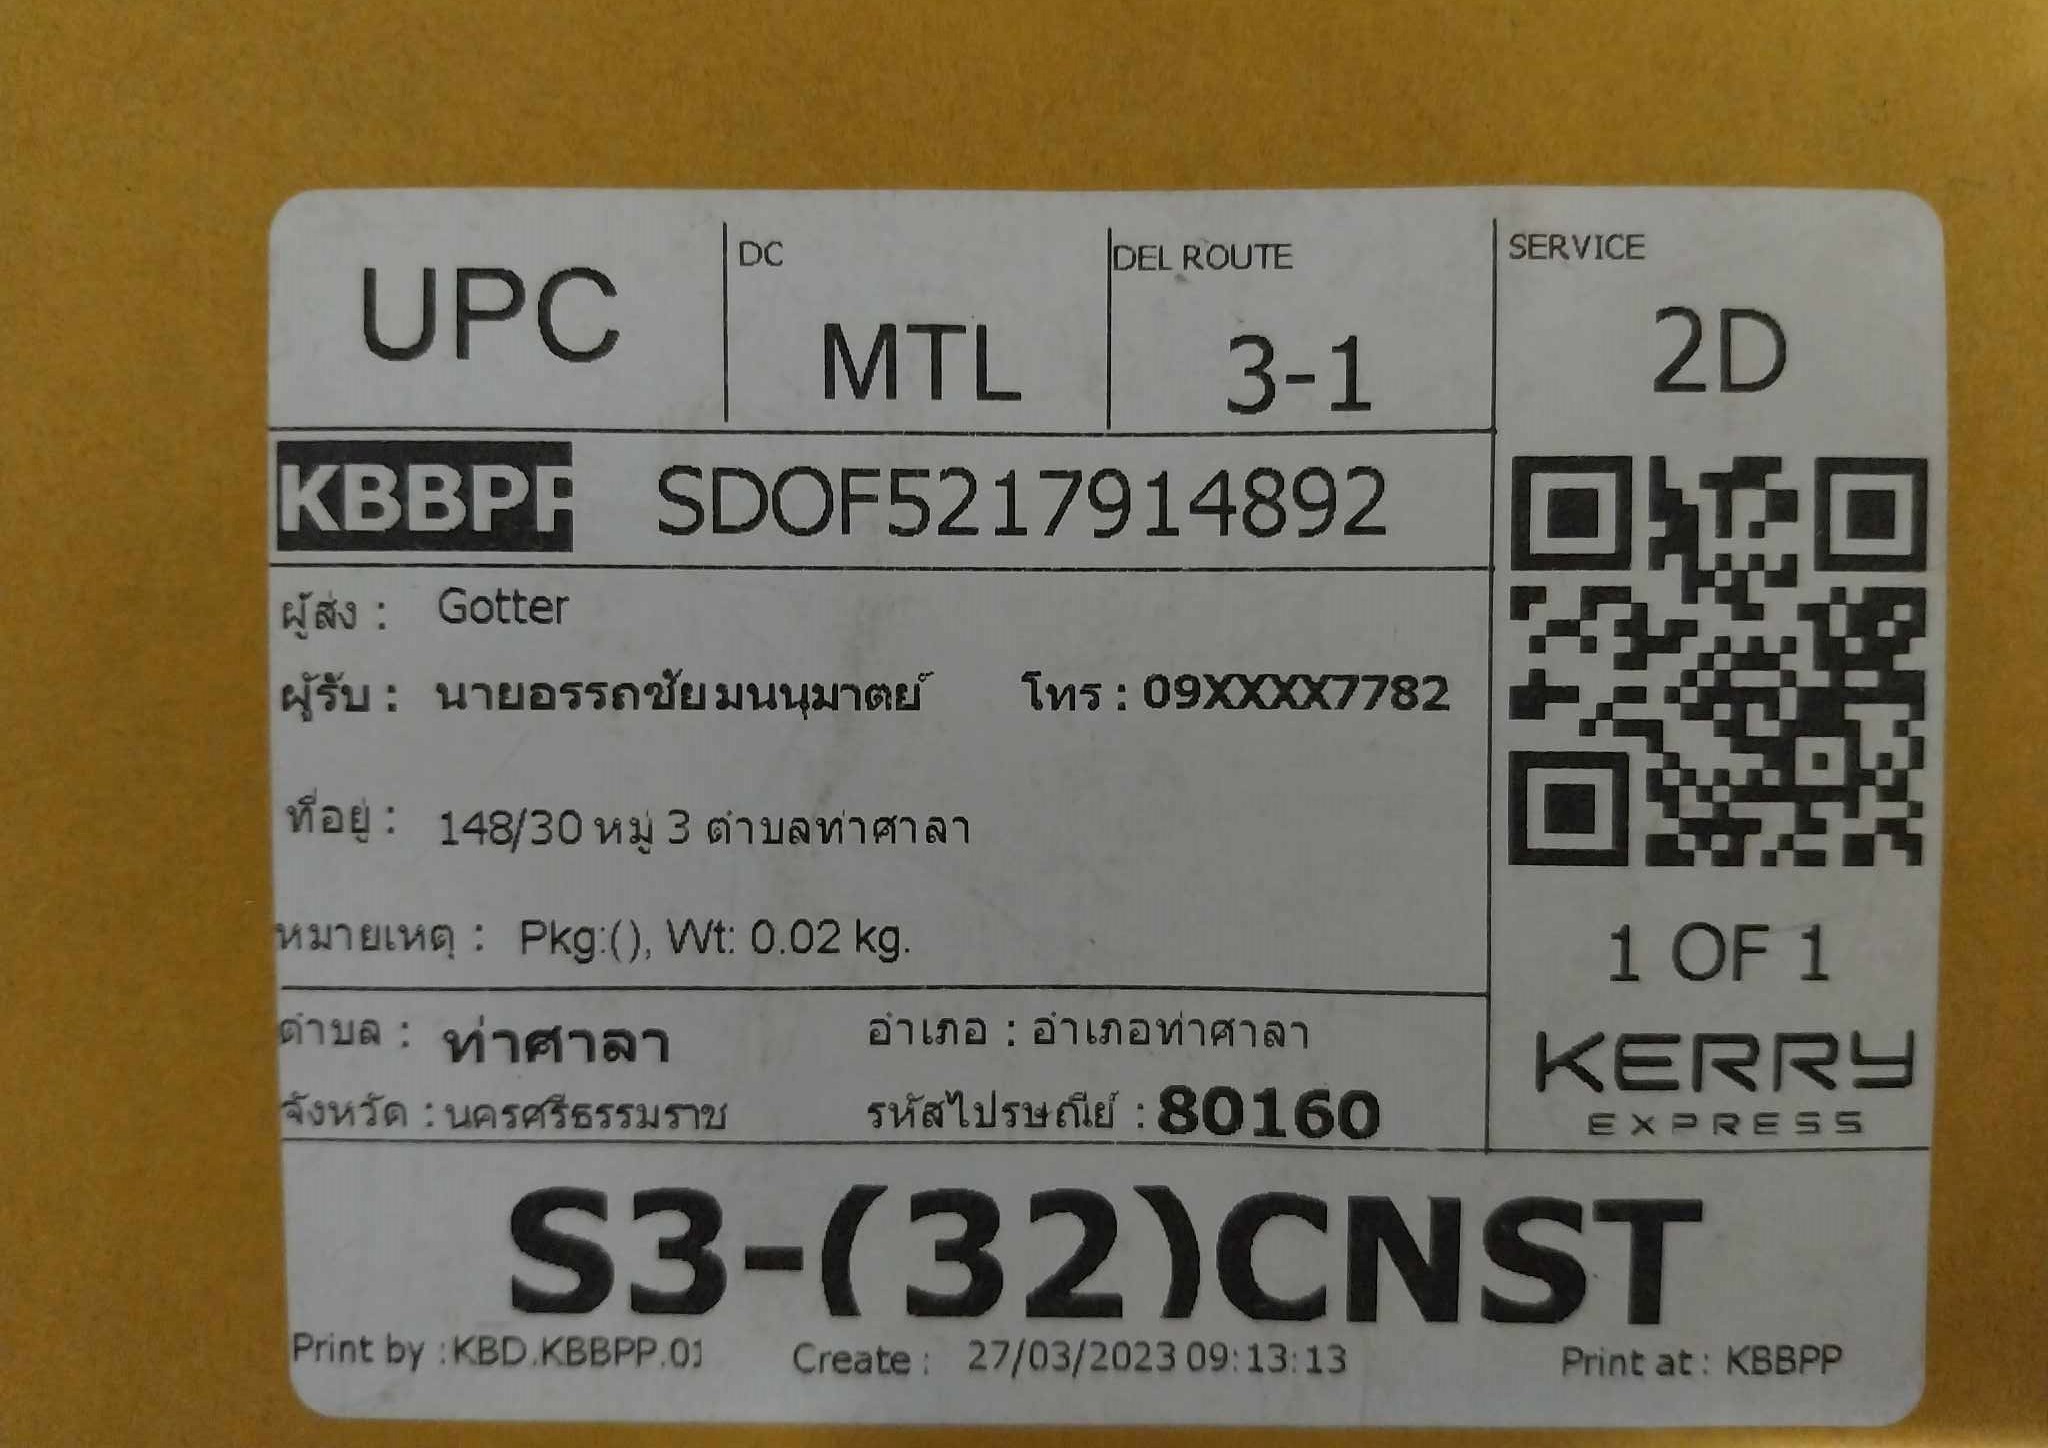 UPC
DC
MTL
DEL ROUTE
3-1
SERVICE
2D
KBBPP SDOF5217914892
ผู้ส่ง : Gotter
ผู้รับ : นายอรรถชัยมนนุมาตย์ โทร : 09XXXX7782
ที่อยู่ : 148/30 หมู่ 3 ตำบลท่าศาลา
หมายเหตุ : Pkg:(), Wt: 0.02 kg.
1 OF 1
KERRY
EXPRESS
ตำบล : ท่าศาลา อำเภอ : อำเภอท่าศาลา
จังหวัด : นครศรีธรรมราช รหัสไปรษณีย์ : 80160
S3-(32)CNST
Print by :KBD.KBBPP.01 Create : 27/03/2023 09:13:13 Print at : KBBPP